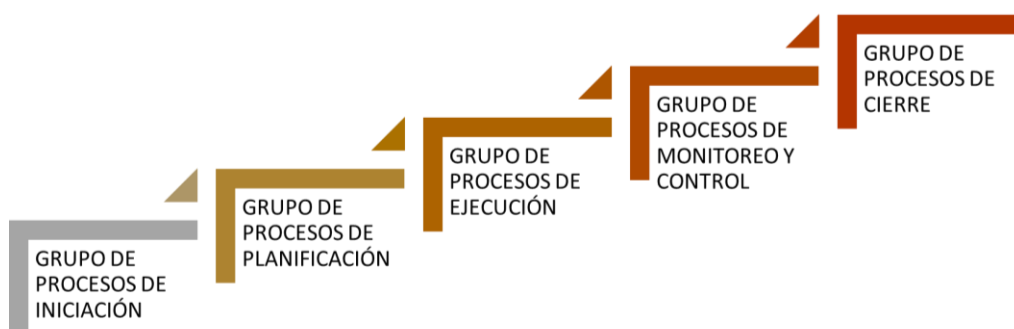 GRUPO DE
PROCESOS DE
INICIACIÓN
GRUPO DE
PROCESOS DE
PLANIFICACIÓN
GRUPO DE
PROCESOS DE
EJECUCIÓN
GRUPO DE
PROCESOS DE
MONITOREO Y
CONTROL
GRUPO DE
PROCESOS DE
CIERRE